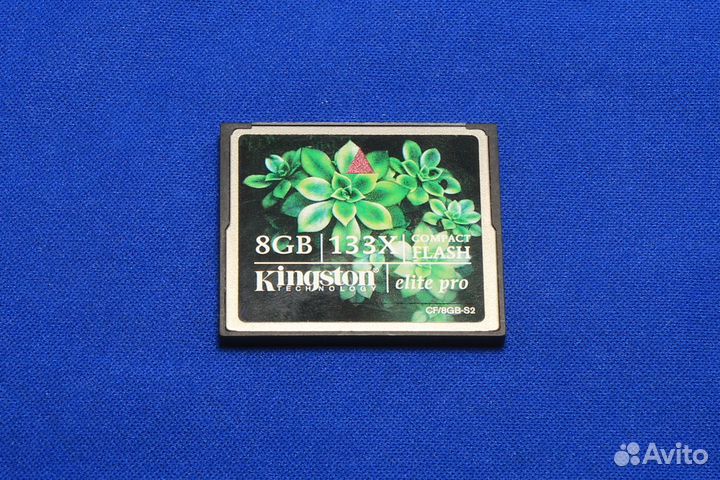 8GB | 133X | COMPACT FLASH
Kingston® | elite pro
TECHNOLOGY
CF/8GB-S2
Avito